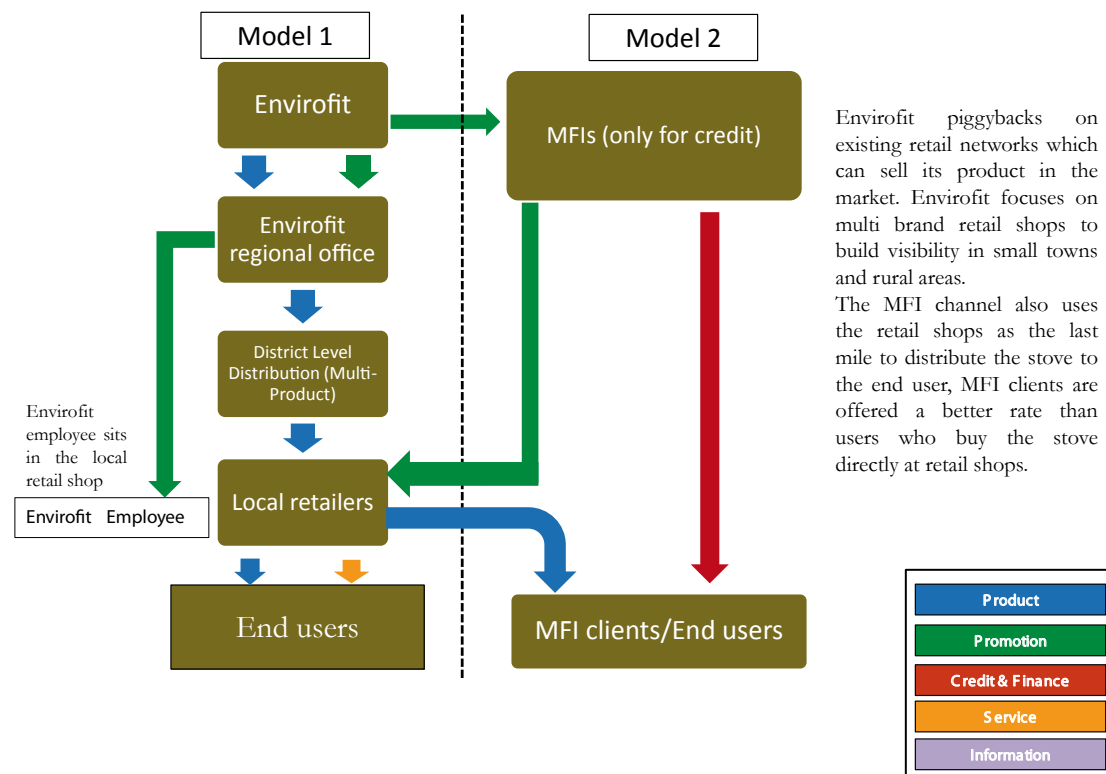 Model 1
Model 2
Envirofit
MFIs (only for credit)
Envirofit
regional office
District Level
Distribution (Multi-
Product)
Envirofit
employee sits
in the local
retail shop
Envirofit Employee
Local retailers
End users
MFI clients/End users
Envirofit piggybacks on
existing retail networks which
can sell its product in the
market. Envirofit focuses on
multi brand retail shops to
build visibility in small towns
and rural areas.
The MFI channel also uses
the retail shops as the last
mile to distribute the stove to
the end user, MFI clients are
offered a better rate than
users who buy the stove
directly at retail shops.
Product
Promotion
Credit & Finance
Service
Information